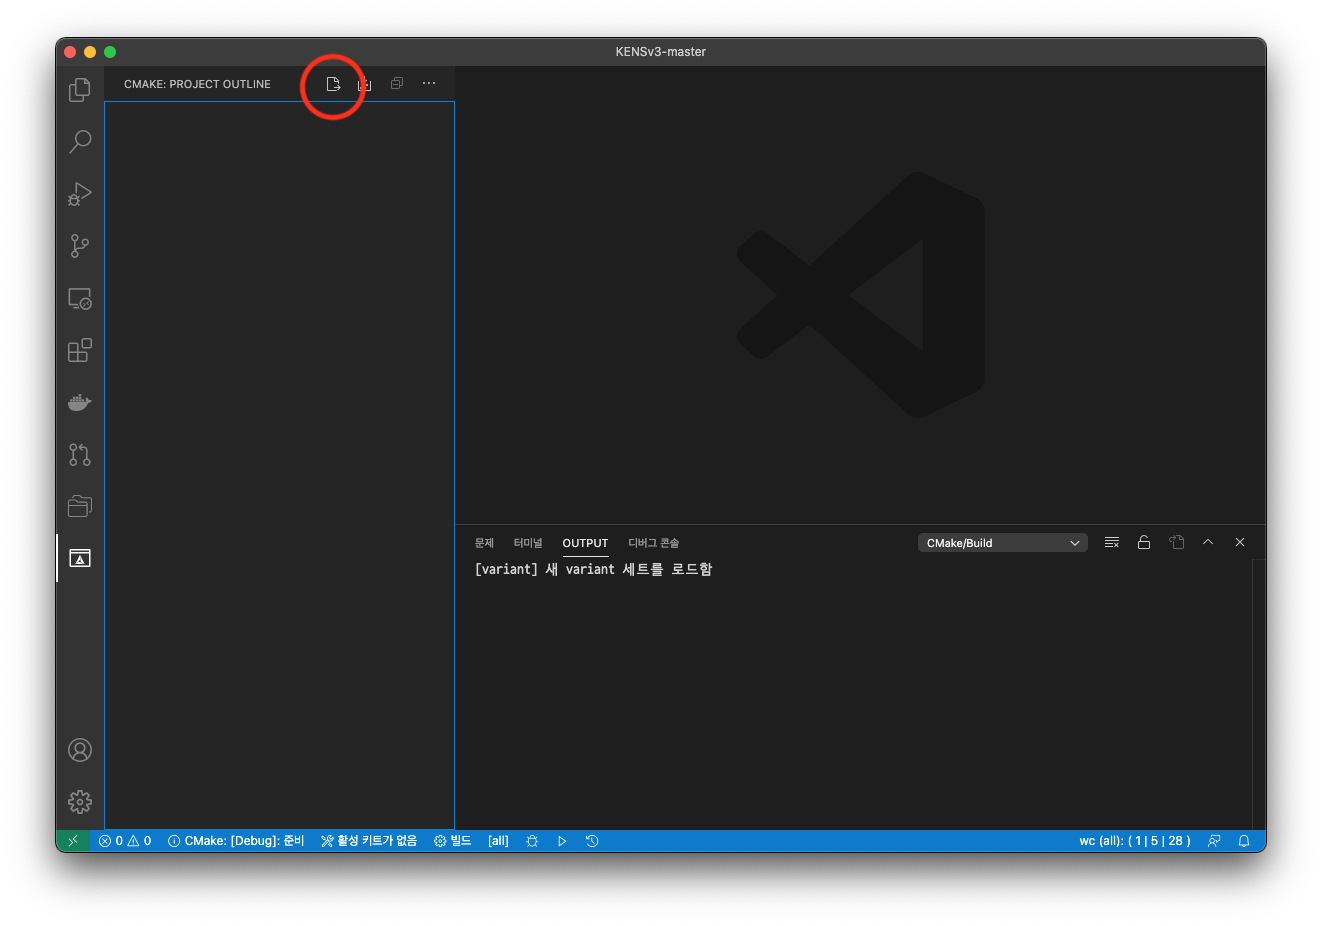 KENSv3-master
CMAKE: PROJECT OUTLINE
문제 터미널 OUTPUT 디버그 콘솔 CMake/Build
[variant] 새 variant 세트를 로드함
0 0 CMake: [Debug]: 준비 활성 키트가 없음 빌드 [all] wc (all): ( 1 | 5 | 28 )